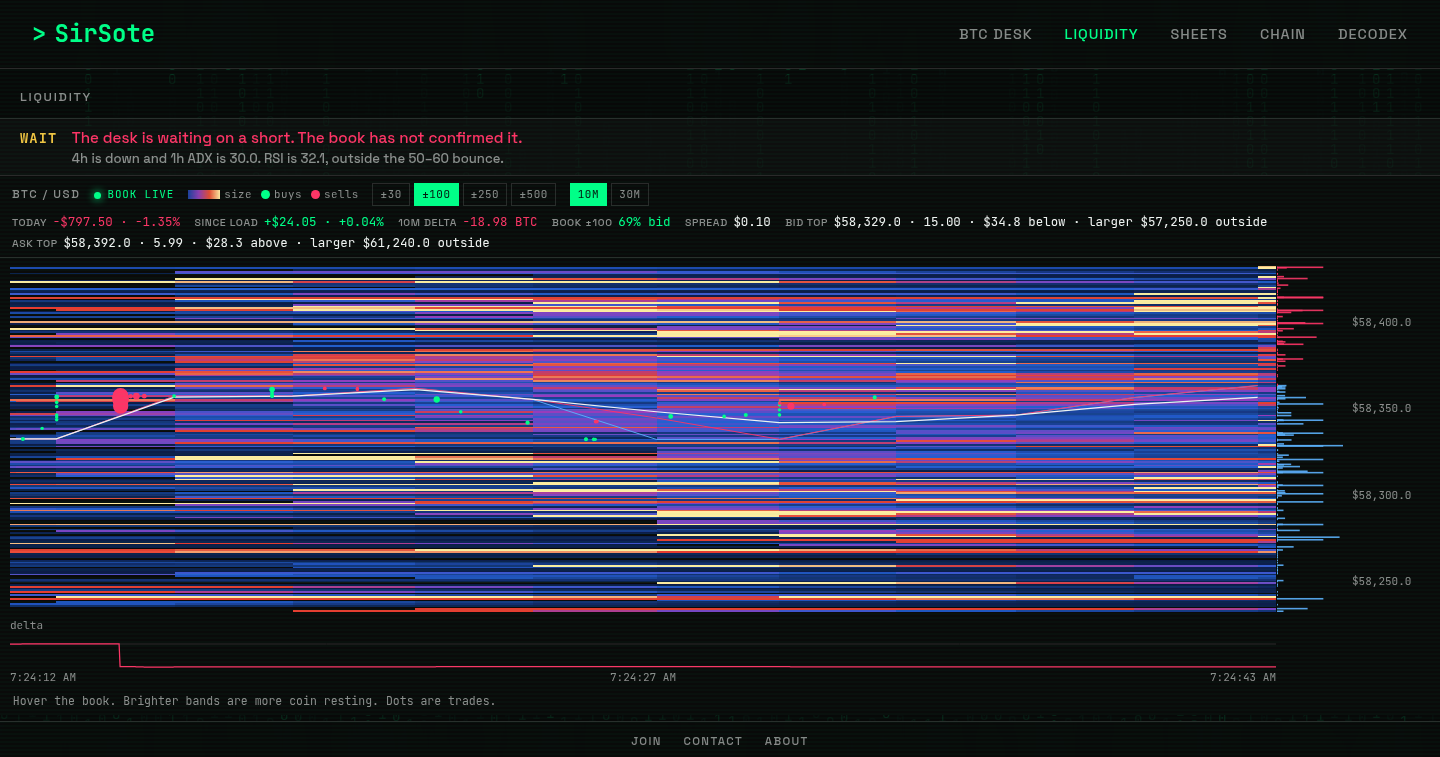 > SirSote
BTC DESK LIQUIDITY SHEETS CHAIN DECODEX
LIQUIDITY
WAIT The desk is waiting on a short. The book has not confirmed it.
4h is down and 1h ADX is 30.0. RSI is 32.1, outside the 50–60 bounce.
BTC / USD BOOK LIVE size buys sells ±30 ±100 ±250 ±500 10M 30M
TODAY -$797.50 · -1.35% SINCE LOAD +$24.05 · +0.04% 10M DELTA -18.98 BTC BOOK ±100 69% bid SPREAD $0.10 BID TOP $58,329.0 · 15.00 · $34.8 below · larger $57,250.0 outside
ASK TOP $58,392.0 · 5.99 · $28.3 above · larger $61,240.0 outside
$58,400.0
$58,350.0
$58,300.0
$58,250.0
delta
7:24:12 AM 7:24:27 AM 7:24:43 AM
Hover the book. Brighter bands are more coin resting. Dots are trades.
JOIN CONTACT ABOUT